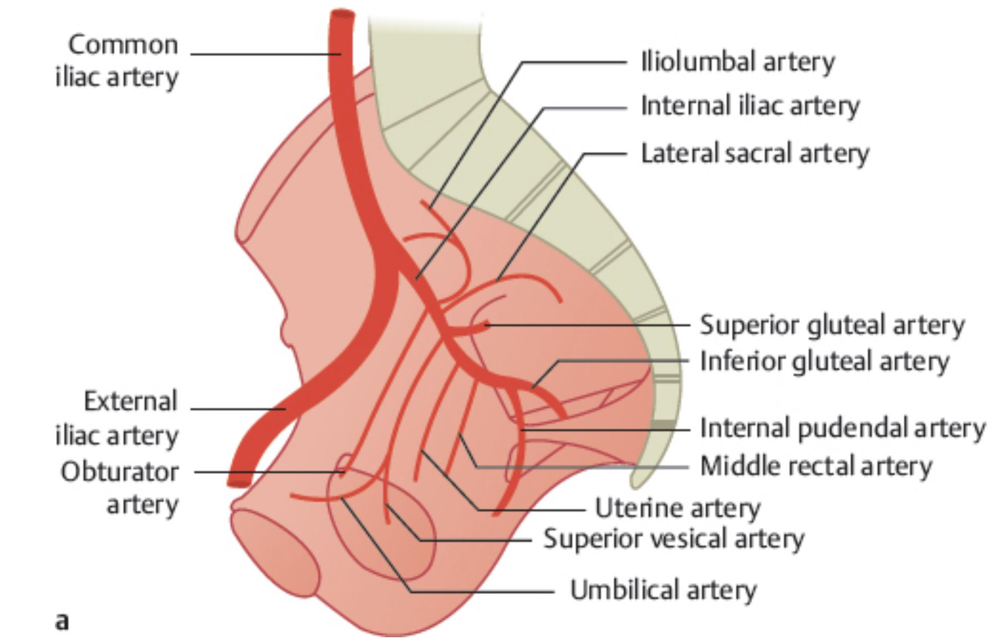 Common
iliac artery
Iliolumbal artery
Internal iliac artery
Lateral sacral artery
Superior gluteal artery
Inferior gluteal artery
External
iliac artery
Internal pudendal artery
Obturator
artery
Middle rectal artery
Uterine artery
Superior vesical artery
Umbilical artery
a